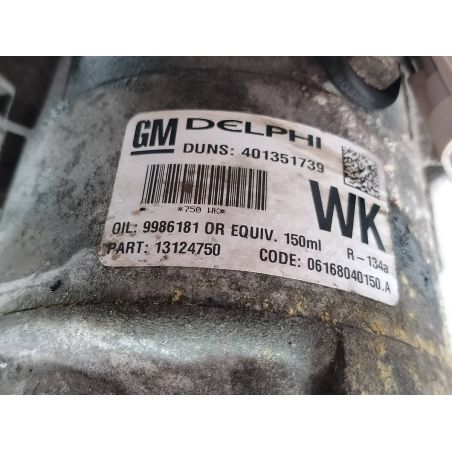 GM DELPHI
DUNS: 401351739
*750 WK*
WK
OIL: 9986181 OR EQUIV. 150ml R-134a
PART: 13124750 CODE: 06168040150.A